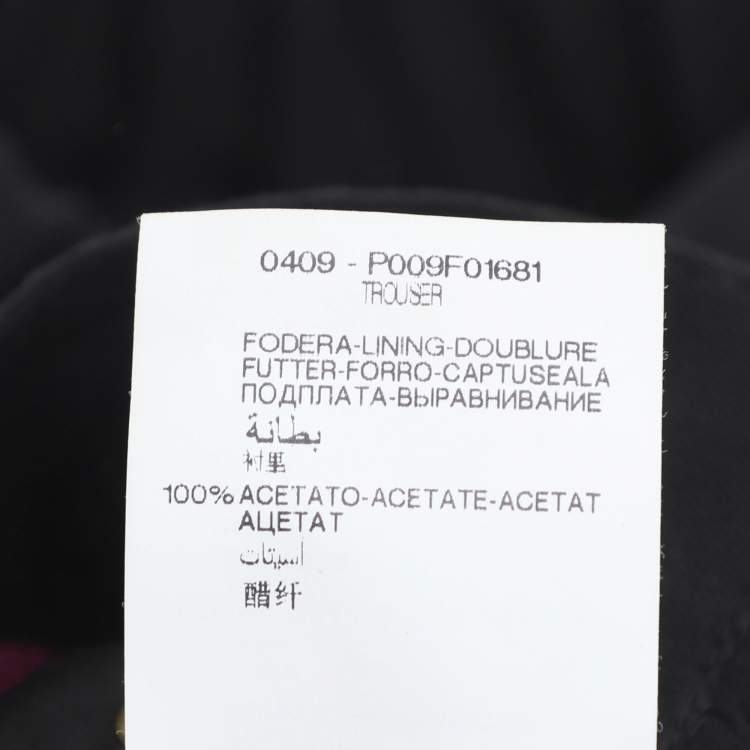 0409 - P009F01681
TROUSER
FODERA-LINING-DOUBLURE
FUTTER-FORRO-CAPTUSEALA
ПОДПЛАТА-ВЫРАВНИВАНИЕ
بطانة
衬里
100% ACETATO-ACETATE-ACETAT
АЦЕТАТ
أسيتات
醋纤